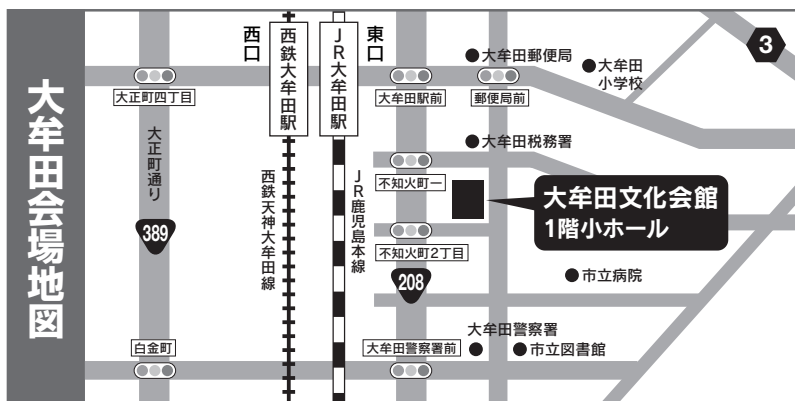 大牟田会場地図
西口
西鉄大牟田駅
JR大牟田駅
東口
大牟田郵便局
大牟田
小学校
3
大正町四丁目
大牟田駅前
郵便局前
大正町通り
389
西鉄天神大牟田線
JR鹿児島本線
大牟田税務署
不知火町一
大牟田文化会館
1階小ホール
不知火町2丁目
208
市立病院
白金町
大牟田警察署前
大牟田警察署
市立図書館